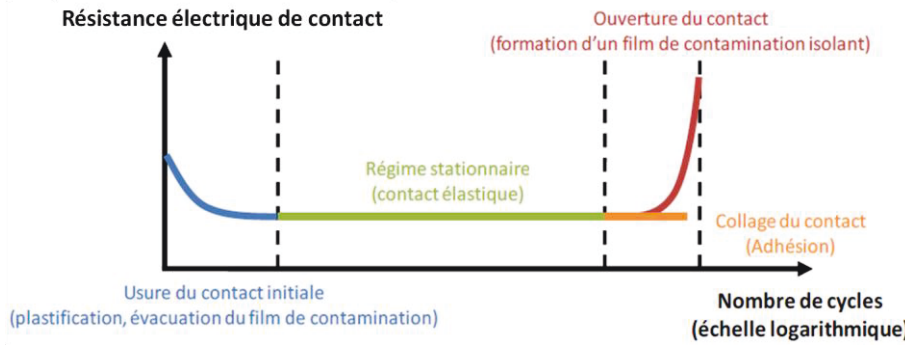 Résistance électrique de contact
Ouverture du contact
(formation d'un film de contamination isolant)
Régime stationnaire
(contact élastique)
Collage du contact
(Adhésion)
Usure du contact initiale
(plastification, évacuation du film de contamination)
Nombre de cycles
(échelle logarithmique)